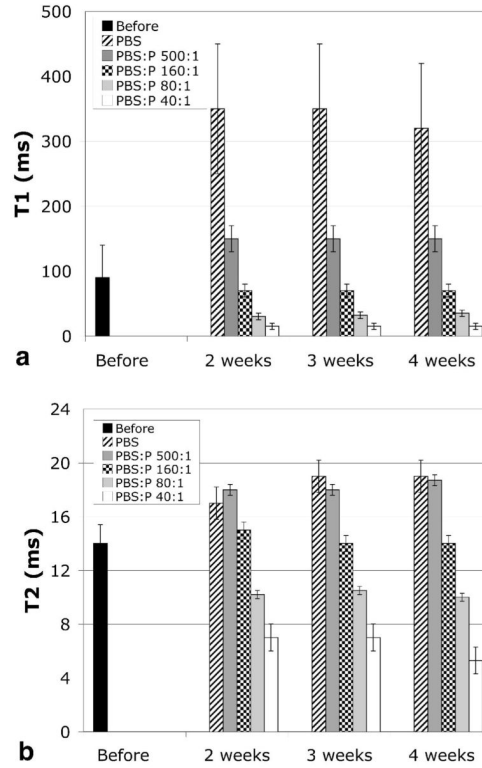 500
400
300
200
100
0
T1 (ms)
Before
PBS
PBS:P 500:1
PBS:P 160:1
PBS:P 80:1
PBS:P 40:1
Before
2 weeks
3 weeks
4 weeks
a
24
20
16
12
8
4
0
T2 (ms)
Before
PBS
PBS:P 500:1
PBS:P 160:1
PBS:P 80:1
PBS:P 40:1
Before
2 weeks
3 weeks
4 weeks
b